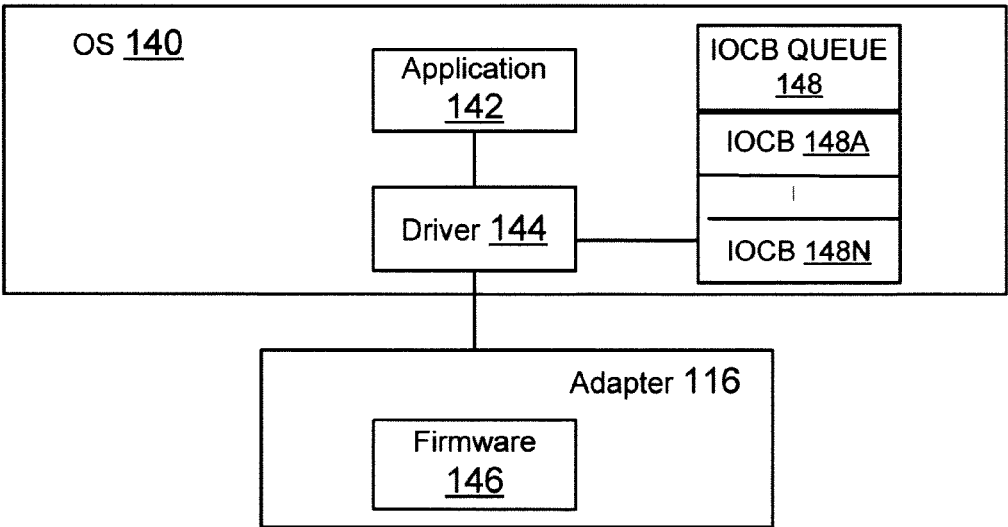 OS 140
Application
142
IOCB QUEUE
148
IOCB 148A
Driver 144
IOCB 148N
Adapter 116
Firmware
146